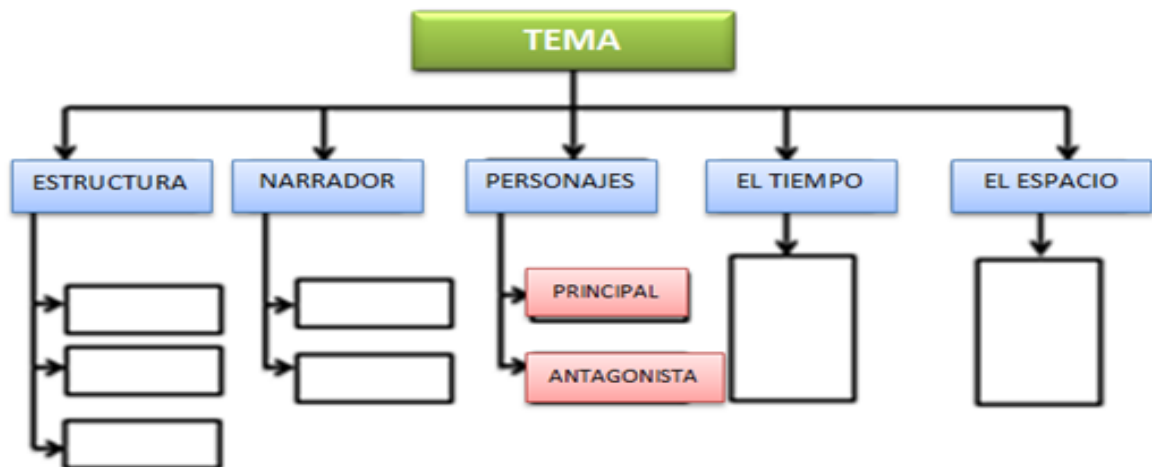 TEMA
ESTRUCTURA
NARRADOR
PERSONAJES
EL TIEMPO
EL ESPACIO
PRINCIPAL
ANTAGONISTA